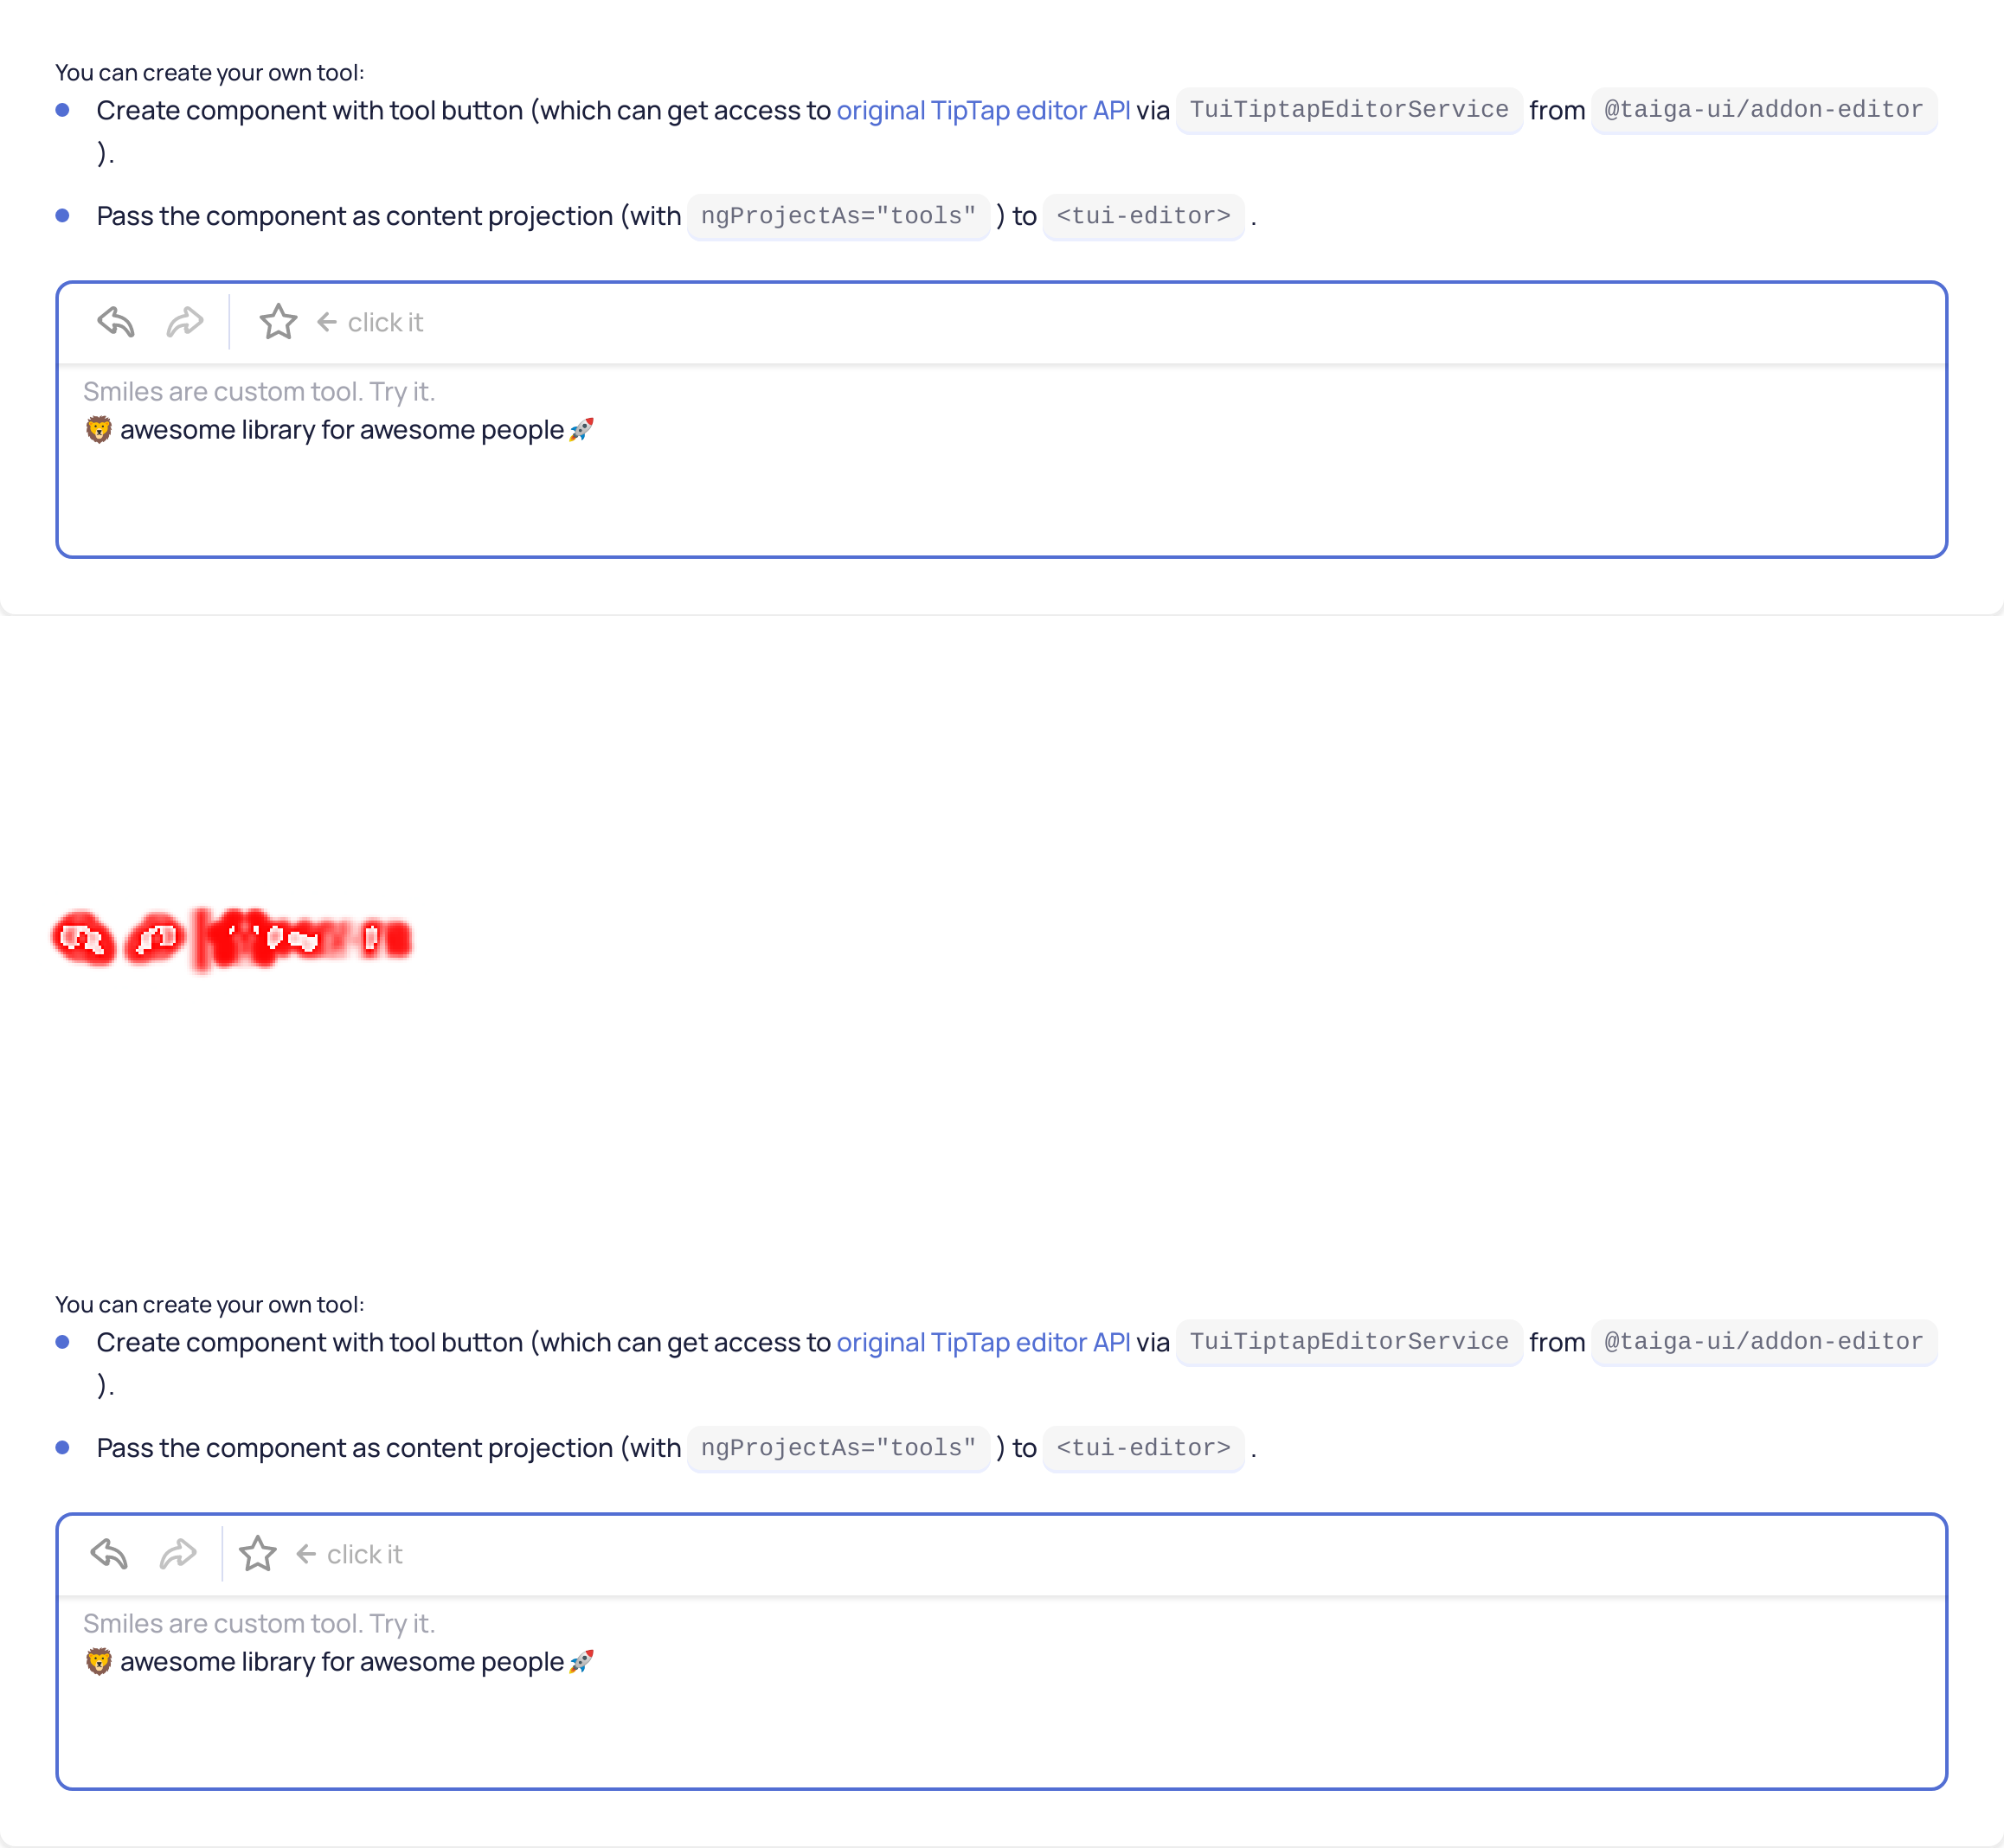 You can create your own tool:
Create component with tool button (which can get access to original TipTap editor API via TuiTiptapEditorService from @taiga-ui/addon-editor
).
Pass the component as content projection (with ngProjectAs="tools" ) to <tui-editor> .
← click it
Smiles are custom tool. Try it.
🦁 awesome library for awesome people 🚀
You can create your own tool:
Create component with tool button (which can get access to original TipTap editor API via TuiTiptapEditorService from @taiga-ui/addon-editor
).
Pass the component as content projection (with ngProjectAs="tools" ) to <tui-editor> .
← click it
Smiles are custom tool. Try it.
🦁 awesome library for awesome people 🚀